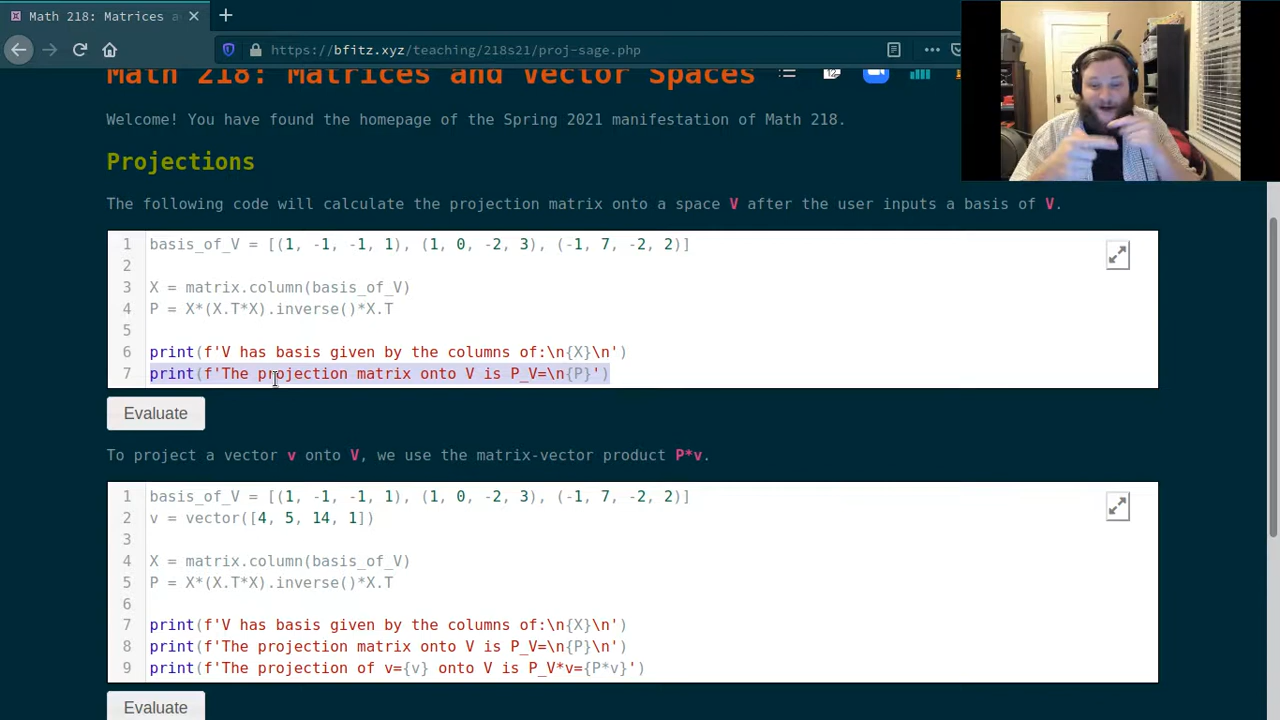 Math 218: Matrices a
https://bfitz.xyz/teaching/218s21/proj-sage.php
Math 218: Matrices and Vector Spaces
12
Welcome! You have found the homepage of the Spring 2021 manifestation of Math 218.
Projections
The following code will calculate the projection matrix onto a space V after the user inputs a basis of V.
1 basis_of_V = [(1, -1, -1, 1), (1, 0, -2, 3), (-1, 7, -2, 2)]
2
3 X = matrix.column(basis_of_V)
4 P = X*(X.T*X).inverse()*X.T
5
6 print(f'V has basis given by the columns of:\n{X}\n')
7 print(f'The projection matrix onto V is P_V=\n{P}')
Evaluate
To project a vector v onto V, we use the matrix-vector product P*v.
1 basis_of_V = [(1, -1, -1, 1), (1, 0, -2, 3), (-1, 7, -2, 2)]
2 v = vector([4, 5, 14, 1])
3
4 X = matrix.column(basis_of_V)
5 P = X*(X.T*X).inverse()*X.T
6
7 print(f'V has basis given by the columns of:\n{X}\n')
8 print(f'The projection matrix onto V is P_V=\n{P}\n')
9 print(f'The projection of v={v} onto V is P_V*v={P*v}')
Evaluate